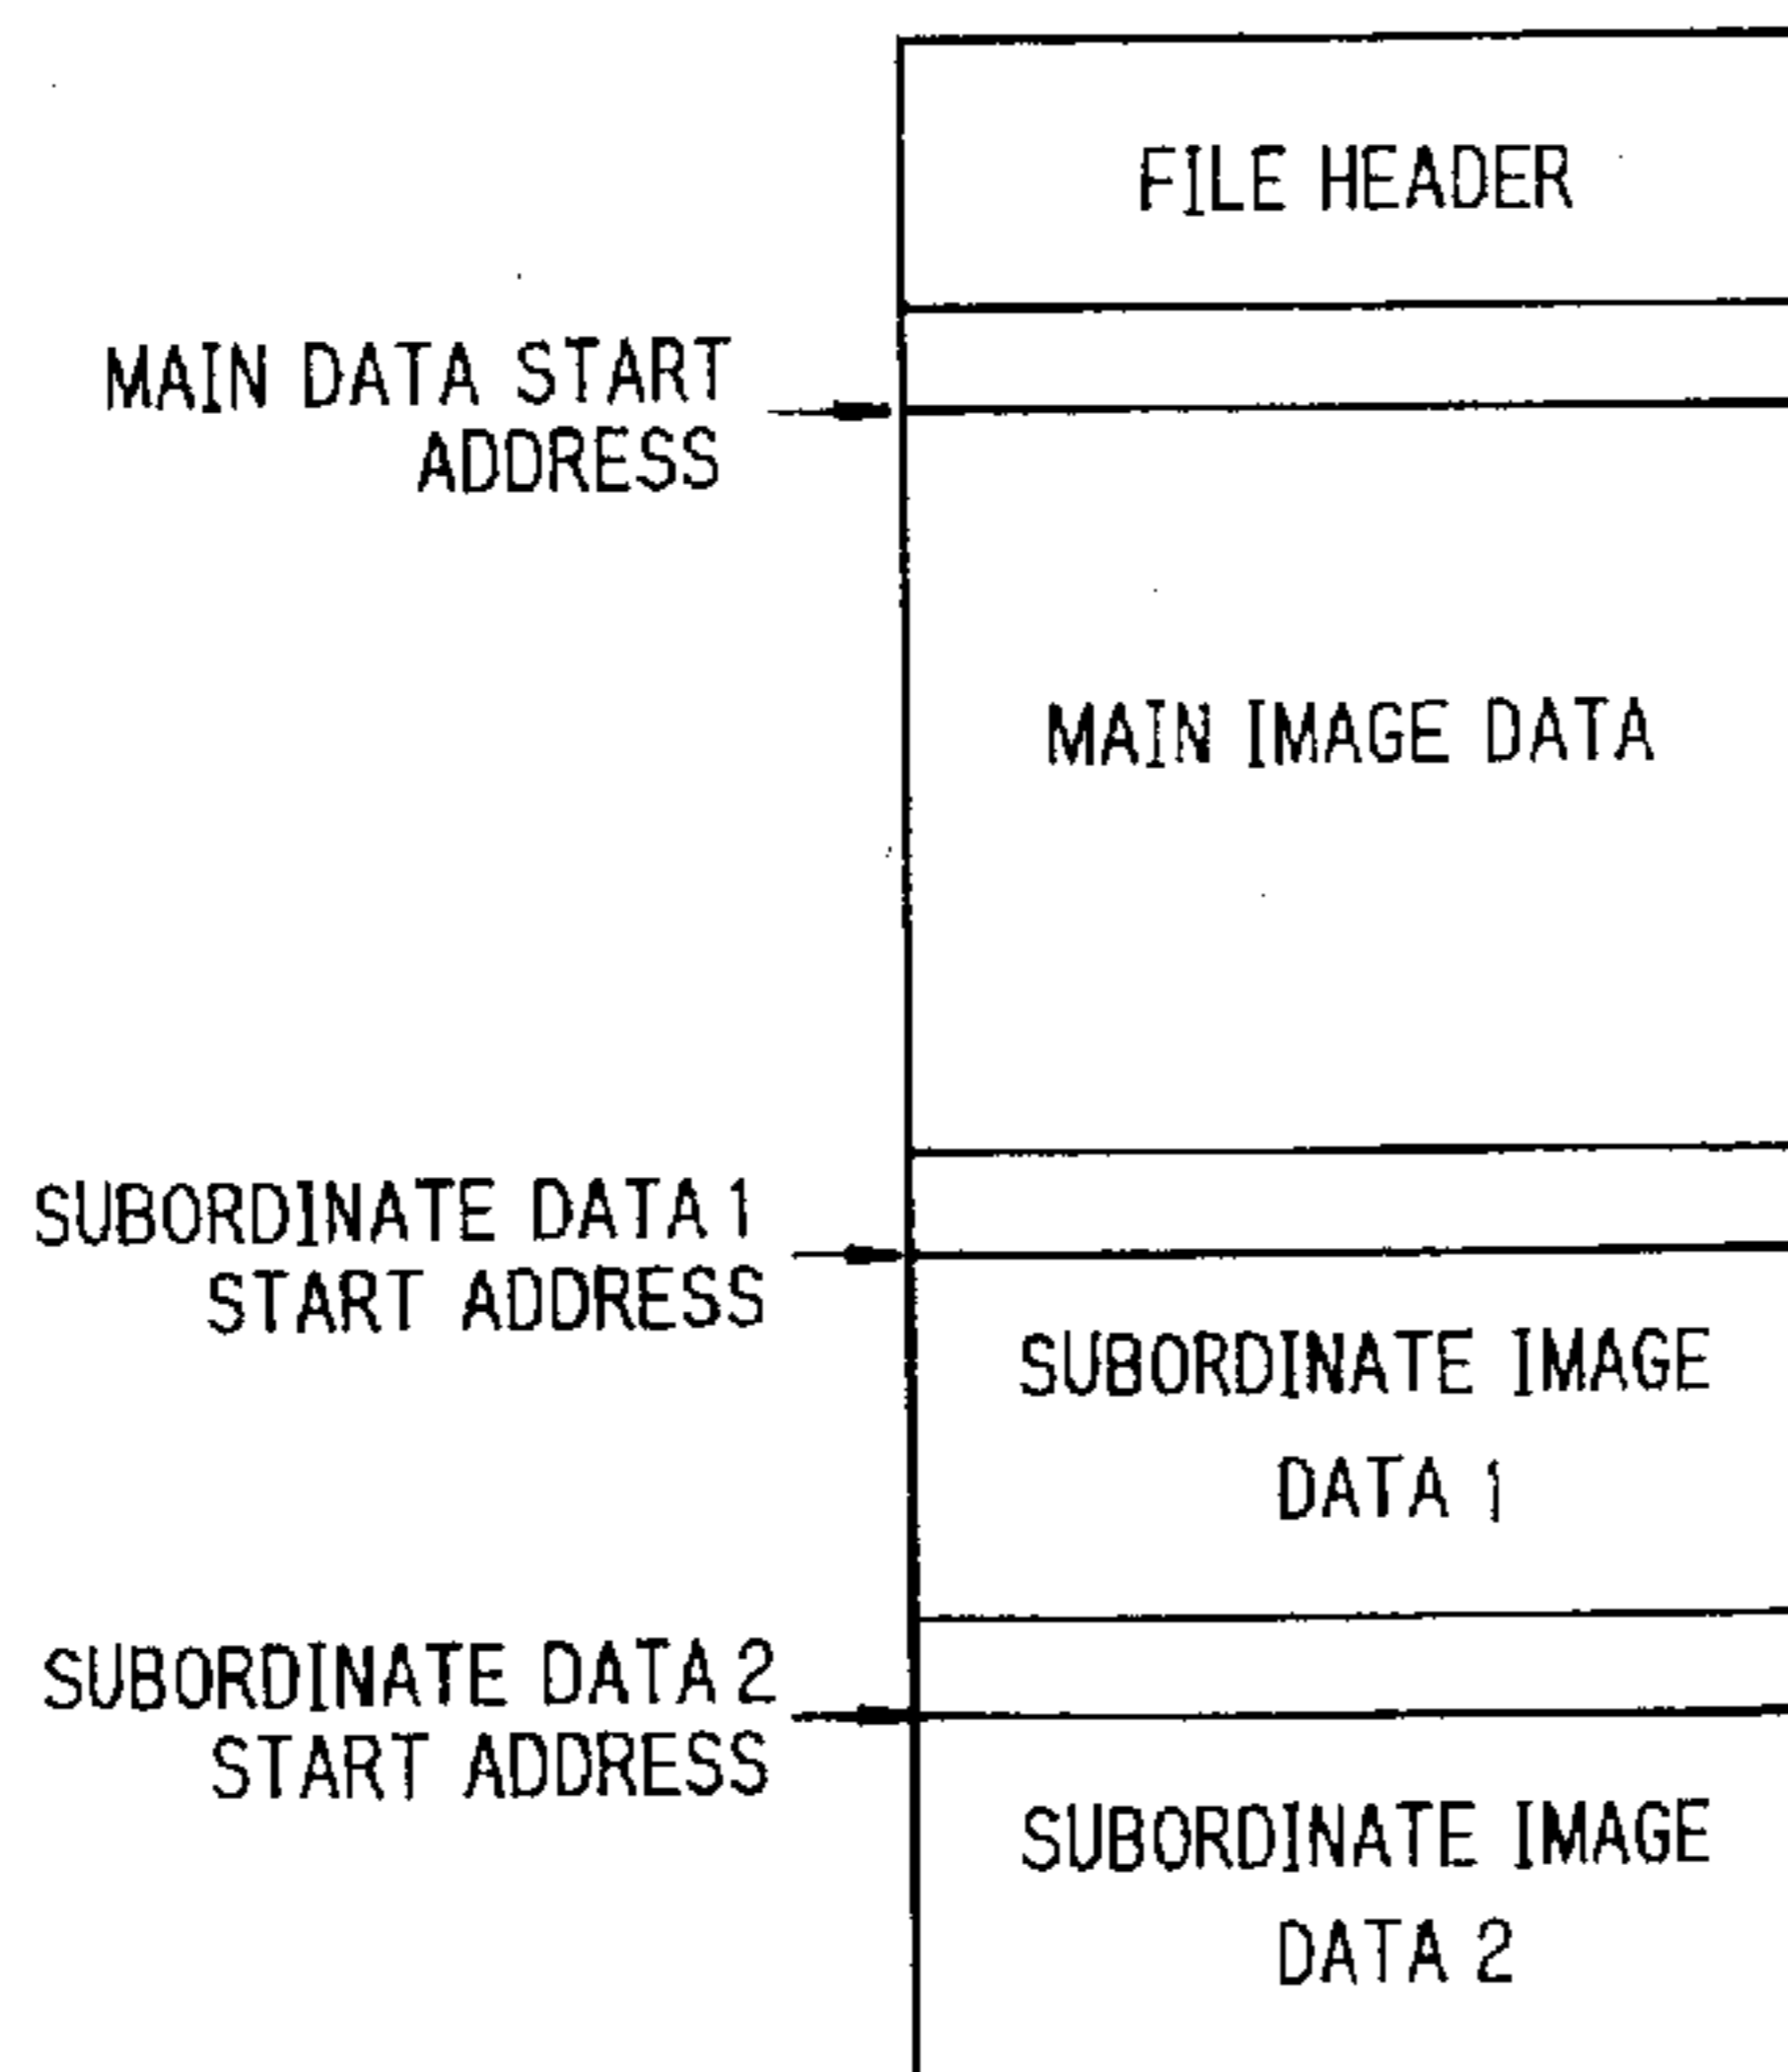 FILE HEADER
MAIN DATA START
ADDRESS
MAIN IMAGE DATA
SUBORDINATE DATA 1
START ADDRESS
SUBORDINATE IMAGE
DATA 1
SUBORDINATE DATA 2
START ADDRESS
SUBORDINATE IMAGE
DATA 2